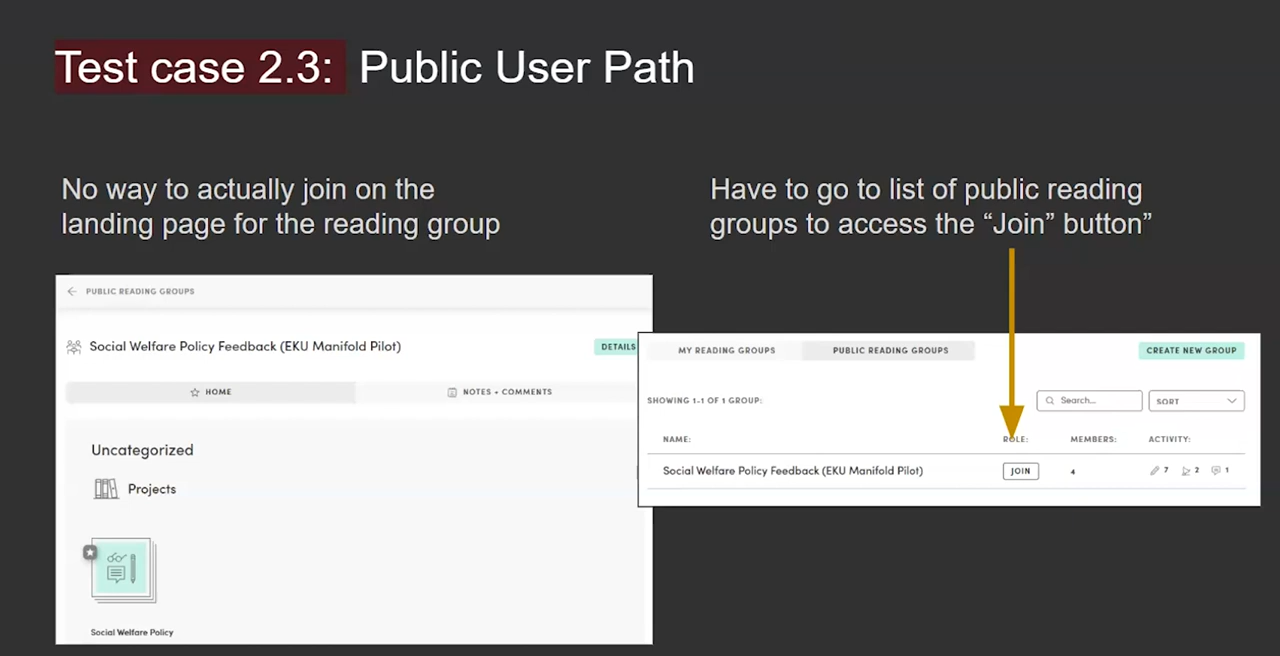 Test case 2.3: Public User Path
No way to actually join on the
landing page for the reading group
Have to go to list of public reading
groups to access the “Join” button”
PUBLIC READING GROUPS
Social Welfare Policy Feedback (EKU Manifold Pilot)
DETAILS
HOME
NOTES + COMMENTS
Uncategorized
Projects
Social Welfare Policy
MY READING GROUPS
PUBLIC READING GROUPS
CREATE NEW GROUP
SHOWING 1-1 OF 1 GROUP:
Search...
SORT
NAME:
ROLE:
MEMBERS:
ACTIVITY:
Social Welfare Policy Feedback (EKU Manifold Pilot)
JOIN
4
7
2
1